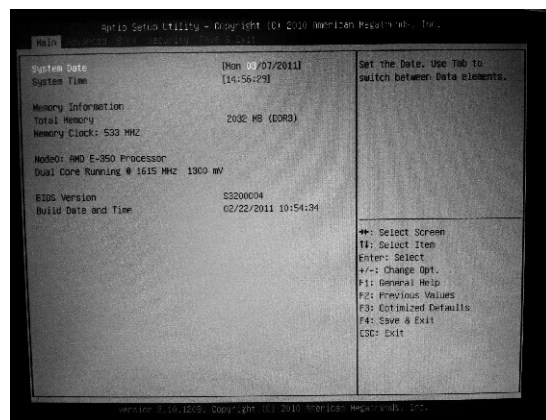 Aptio Setup Utility - Copyright (C) 2010 American Megatrends, Inc.
Main Advanced Boot Security Save & Exit
System Date [Mon 03/07/2011]
System Time [14:56:29]
Memory Information
Total Memory 2032 MB (DDR3)
Memory Clock: 533 MHZ
Node0: AMD E-350 Processor
Dual Core Running @ 1615 MHz 1300 mV
BIOS Version S3200004
Build Date and Time 02/22/2011 10:54:34
Set the Date. Use Tab to
switch between Data elements.
↔: Select Screen
↑↓: Select Item
Enter: Select
+/-: Change Opt.
F1: General Help
F2: Previous Values
F3: Optimized Defaults
F4: Save & Exit
ESC: Exit
Version 2.10.1208. Copyright (C) 2010 American Megatrends, Inc.